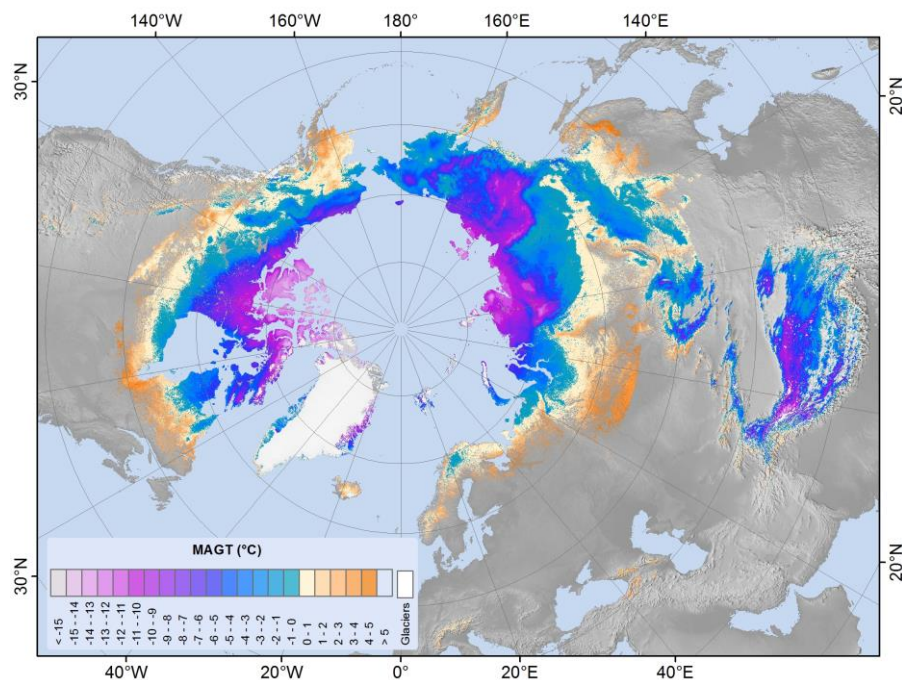 140°W 160°W 180° 160°E 140°E
30°N
20°N
30°N
20°N
MAGT (°C)
< -15
-15 - -14
-14 - -13
-13 - -12
-12 - -11
-11 - -10
-10 - -9
-9 - -8
-8 - -7
-7 - -6
-6 - -5
-5 - -4
-4 - -3
-3 - -2
-2 - -1
-1 - 0
0 - 1
1 - 2
2 - 3
3 - 4
4 - 5
> 5
Glaciers
40°W 20°W 0° 20°E 40°E